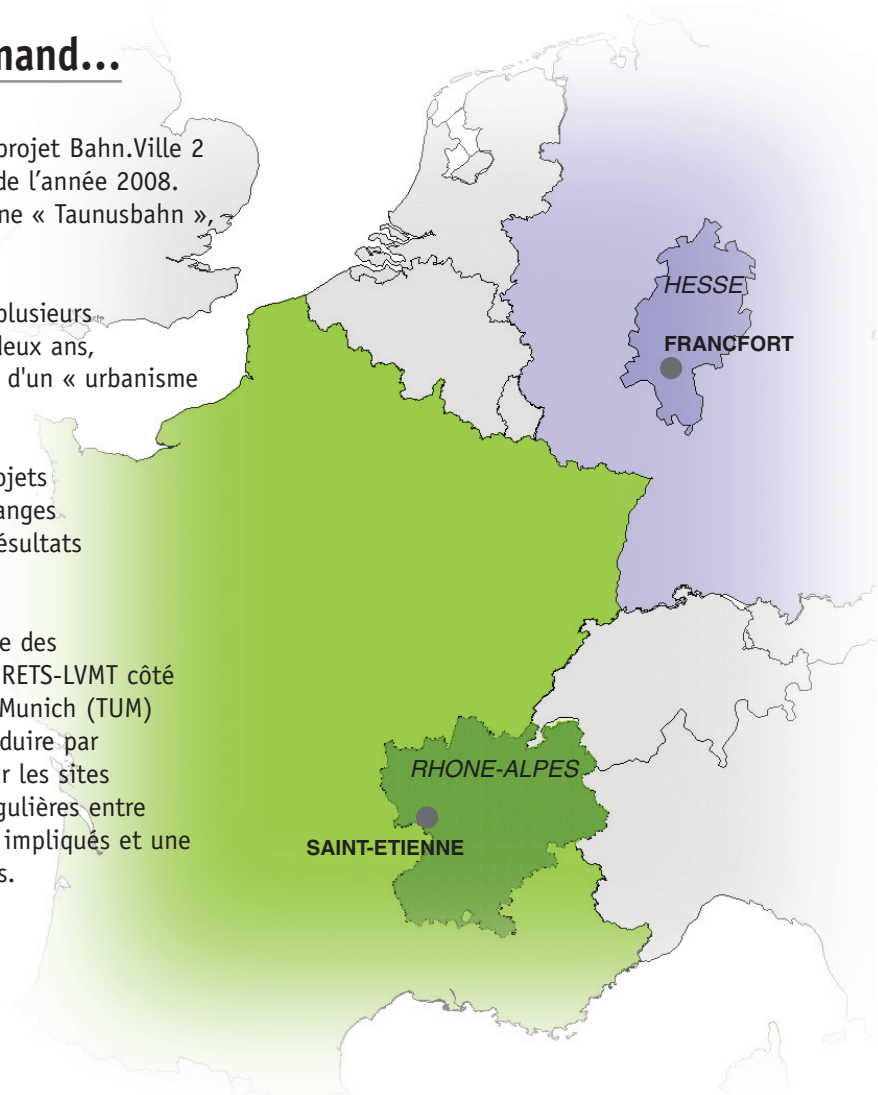 mand...
projet Bahn.Ville 2
de l’année 2008.
ne « Taunusbahn »,
plusieurs
deux ans,
d'un « urbanisme
ojets
anges
ésultats
e des
RETS-LVMT côté
Munich (TUM)
duire par
r les sites
gulières entre
impliqués et une
s.
HESSE
FRANCFORT
RHONE-ALPES
SAINT-ETIENNE